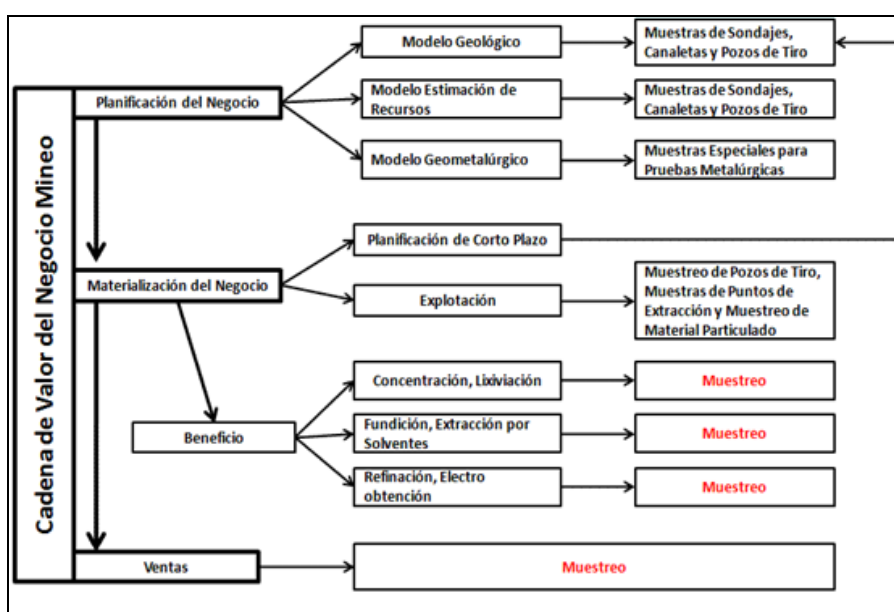 Cadena de Valor del Negocio Mineo
Planificación del Negocio
Modelo Geológico
Muestras de Sondajes,
Canaletas y Pozos de Tiro
Modelo Estimación de
Recursos
Muestras de Sondajes,
Canaletas y Pozos de Tiro
Modelo Geometalúrgico
Muestras Especiales para
Pruebas Metalúrgicas
Materialización del Negocio
Planificación de Corto Plazo
Explotación
Muestreo de Pozos de Tiro,
Muestras de Puntos de
Extracción y Muestreo de
Material Particulado
Beneficio
Concentración, Lixiviación
Muestreo
Fundición, Extracción por
Solventes
Muestreo
Refinación, Electro
obtención
Muestreo
Ventas
Muestreo